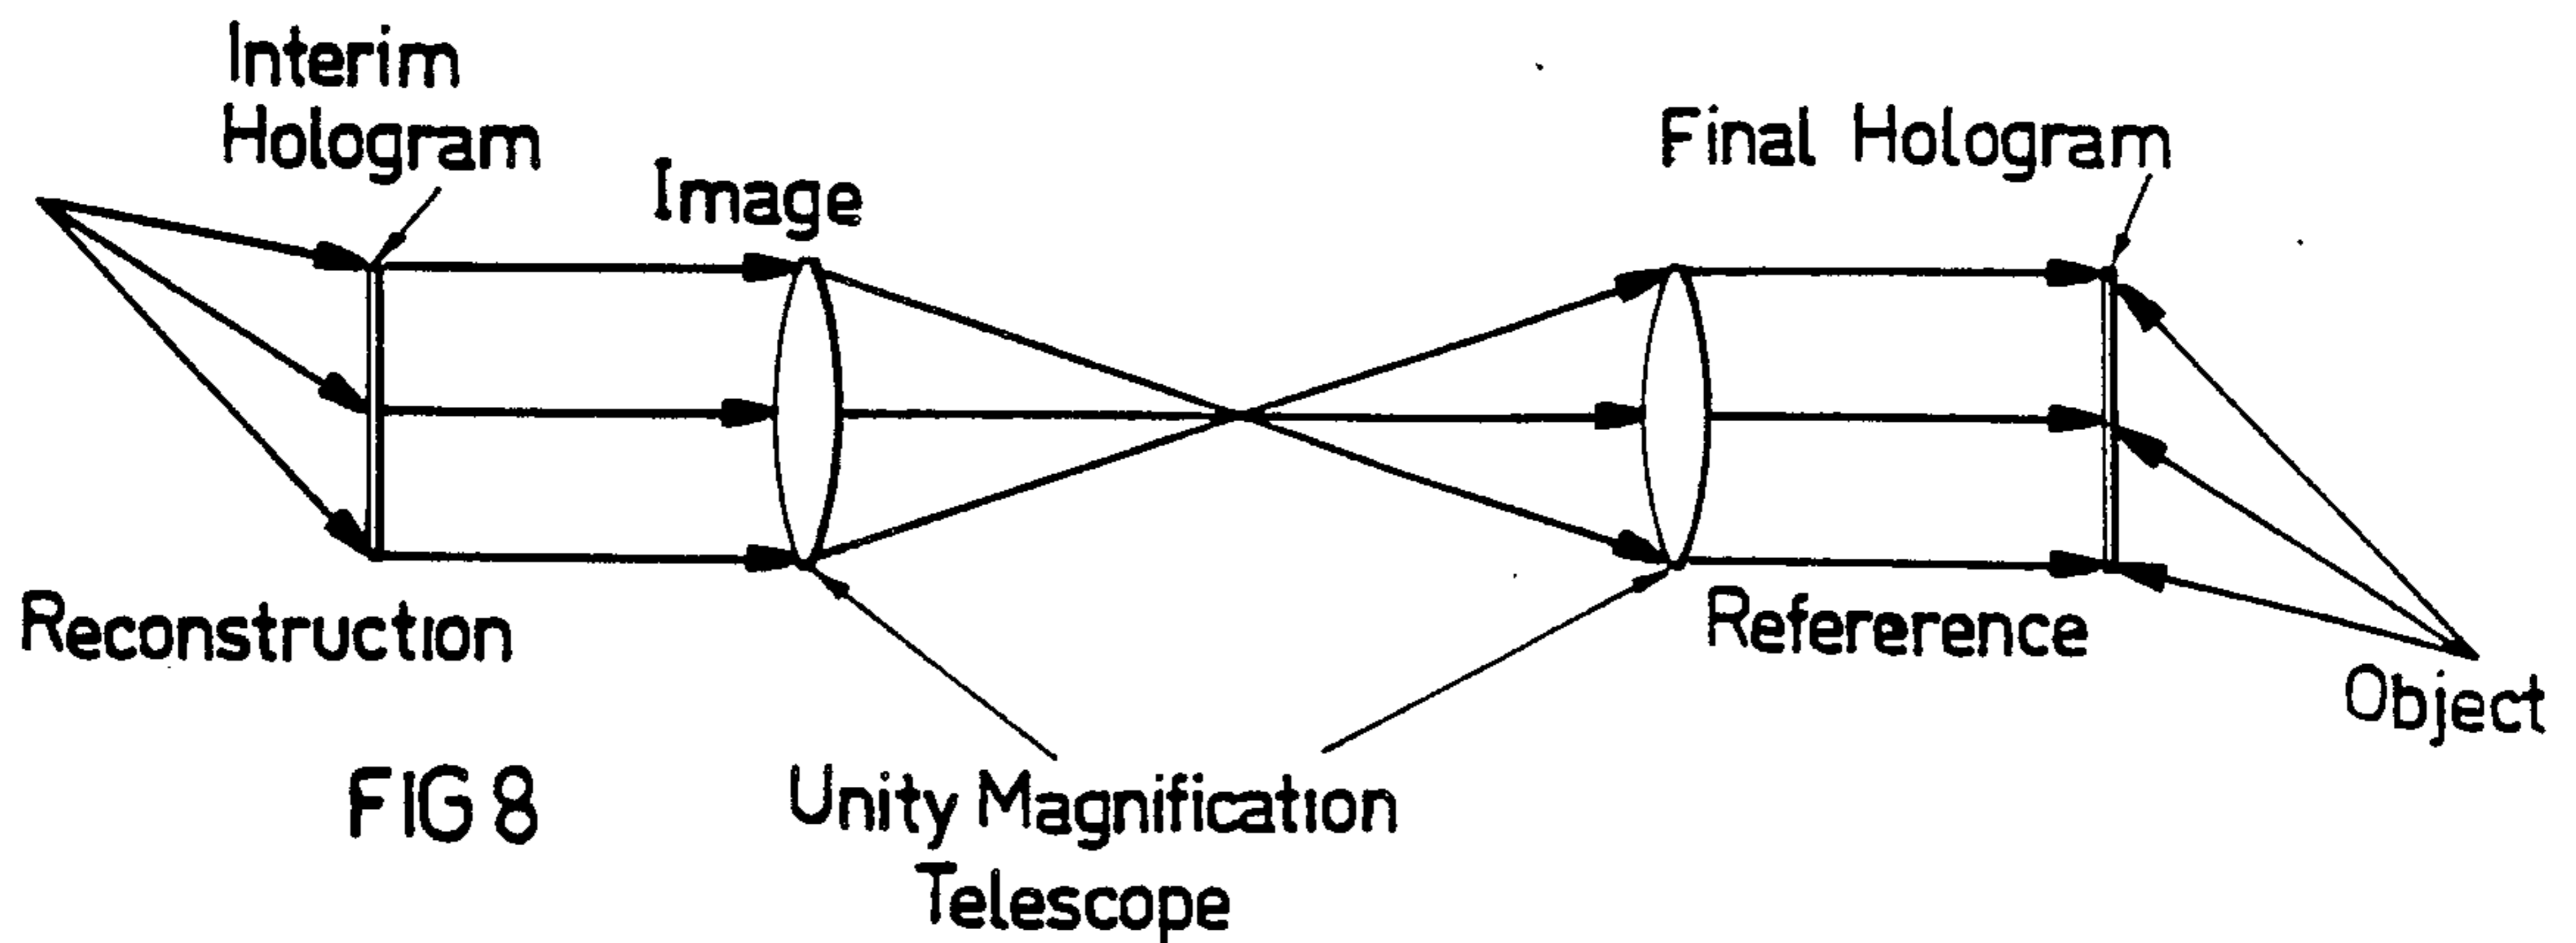 Interim
Hologram
Image
Final Hologram
Reconstruction
Refererence
Object
Unity Magnification
Telescope
FIG 8